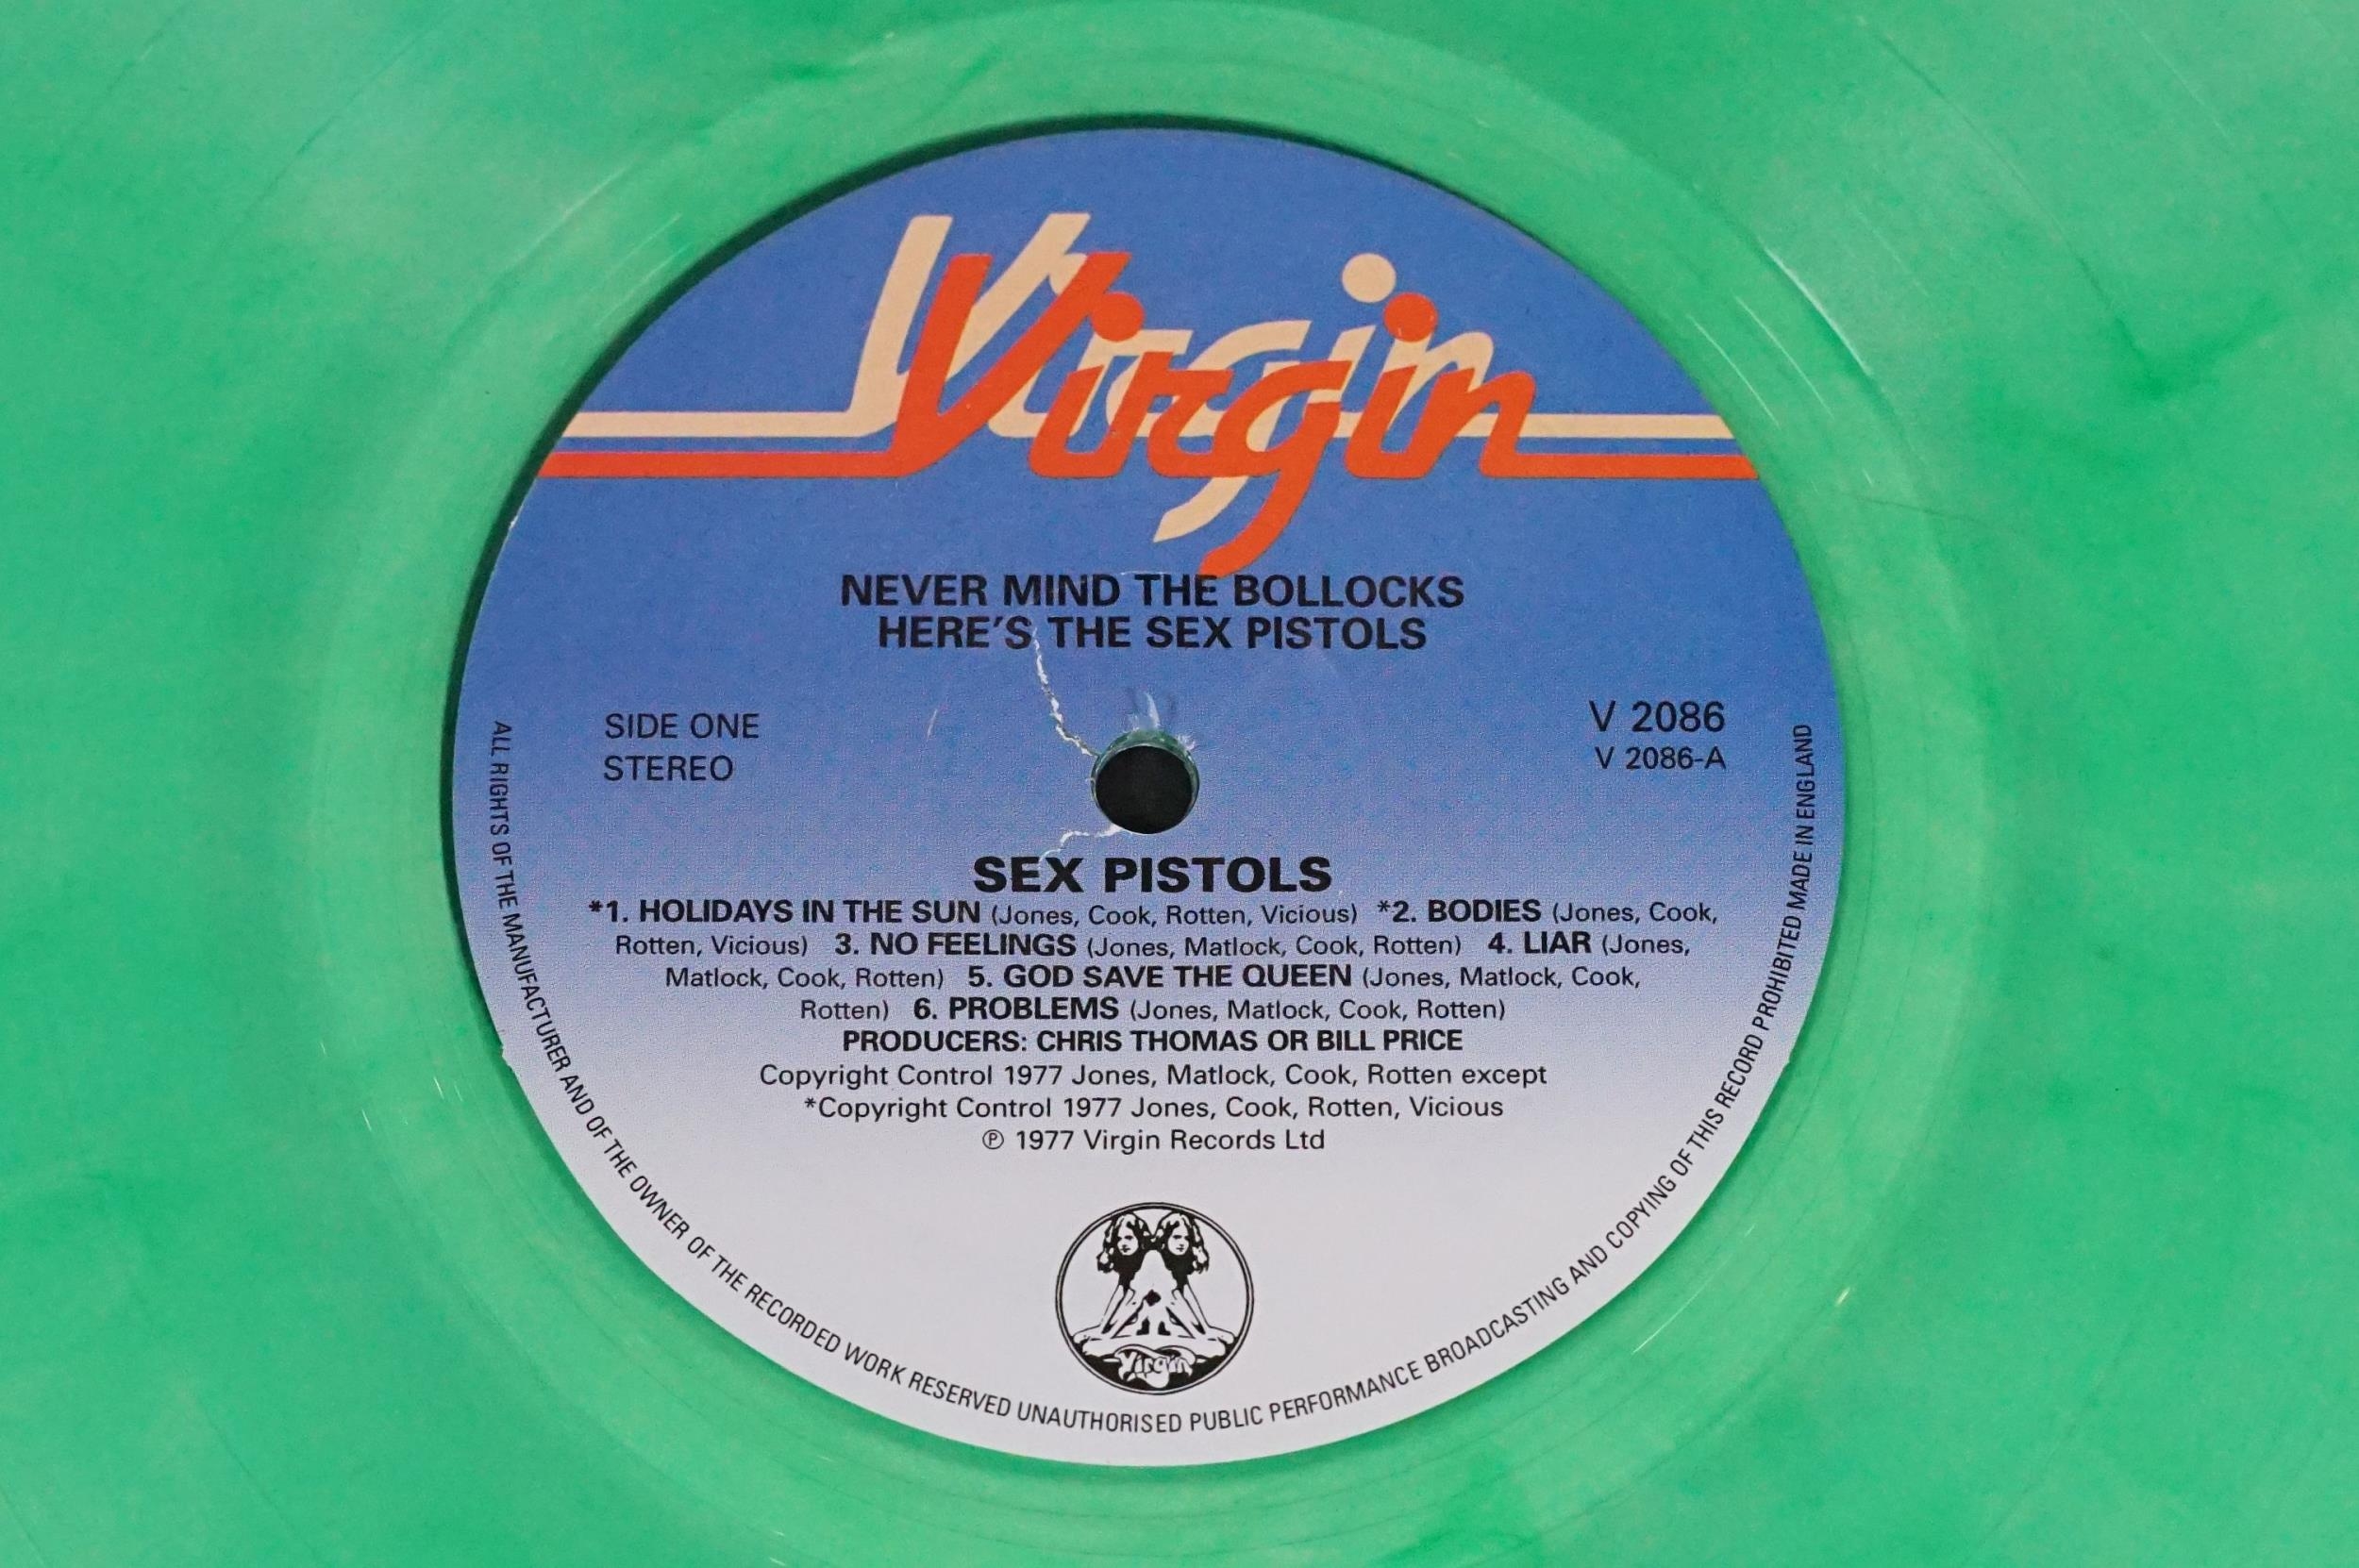 Virgin
NEVER MIND THE BOLLOCKS
HERE'S THE SEX PISTOLS
SIDE ONE
STEREO
V 2086
V 2086-A
SEX PISTOLS
*1. HOLIDAYS IN THE SUN (Jones, Cook, Rotten, Vicious) *2. BODIES (Jones, Cook,
Rotten, Vicious) 3. NO FEELINGS (Jones, Matlock, Cook, Rotten) 4. LIAR (Jones,
Matlock, Cook, Rotten) 5. GOD SAVE THE QUEEN (Jones, Matlock, Cook,
Rotten) 6. PROBLEMS (Jones, Matlock, Cook, Rotten)
PRODUCERS: CHRIS THOMAS OR BILL PRICE
Copyright Control 1977 Jones, Matlock, Cook, Rotten except
*Copyright Control 1977 Jones, Cook, Rotten, Vicious
℗ 1977 Virgin Records Ltd
Virgin
ALL RIGHTS OF THE MANUFACTURER AND OF THE OWNER OF THE RECORDED WORK RESERVED UNAUTHORISED PUBLIC PERFORMANCE BROADCASTING AND COPYING OF THIS RECORD PROHIBITED MADE IN ENGLAND